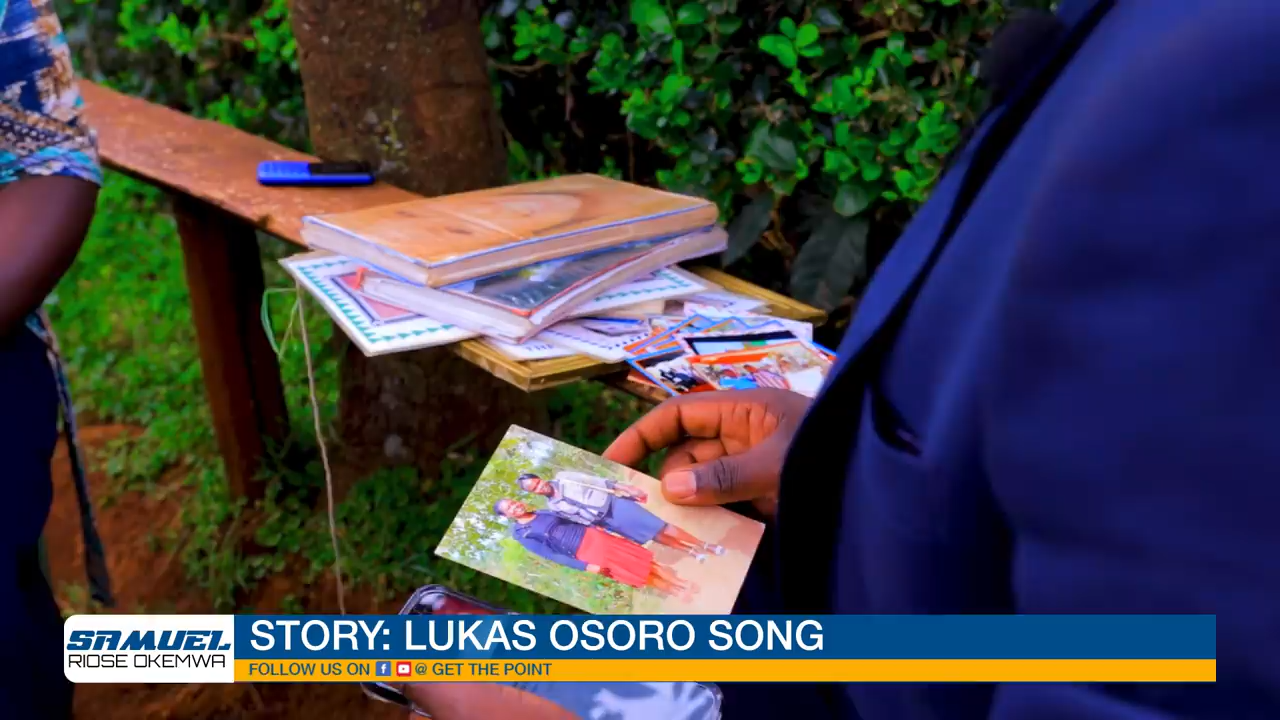 SAMUEL
RIOSE OKEMWA
STORY: LUKAS OSORO SONG
FOLLOW US ON @ GET THE POINT